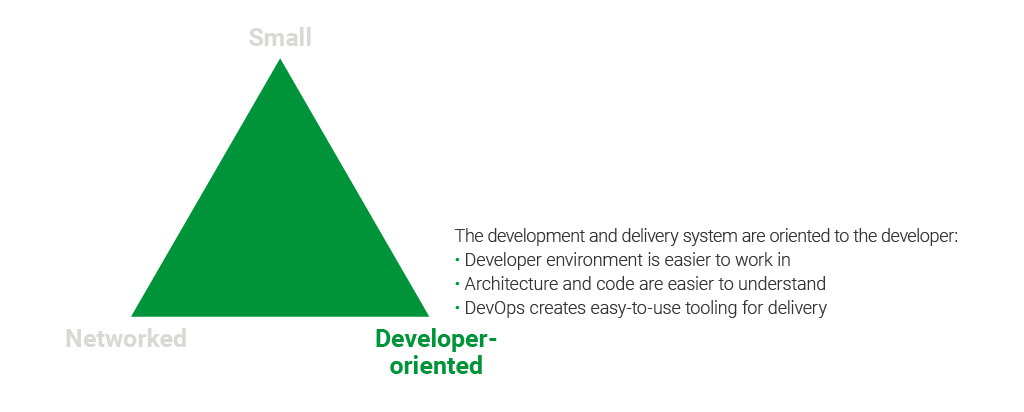 Small
The development and delivery system are oriented to the developer:
• Developer environment is easier to work in
• Architecture and code are easier to understand
• DevOps creates easy-to-use tooling for delivery
Networked
Developer-
oriented